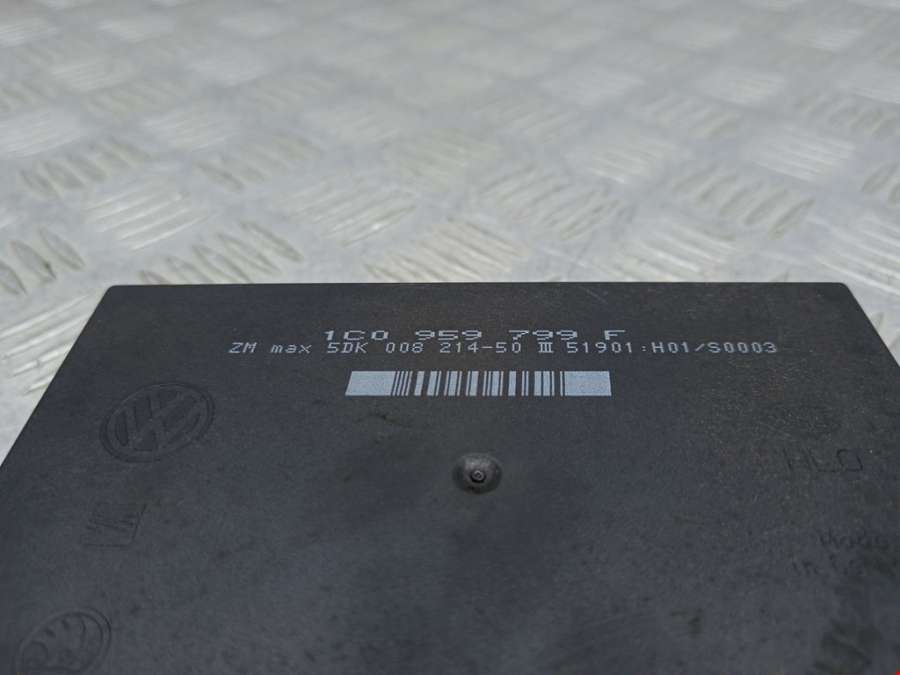 1C0 959 799 F
ZM max 5DK 008 214-50 III 51901:H01/S0003